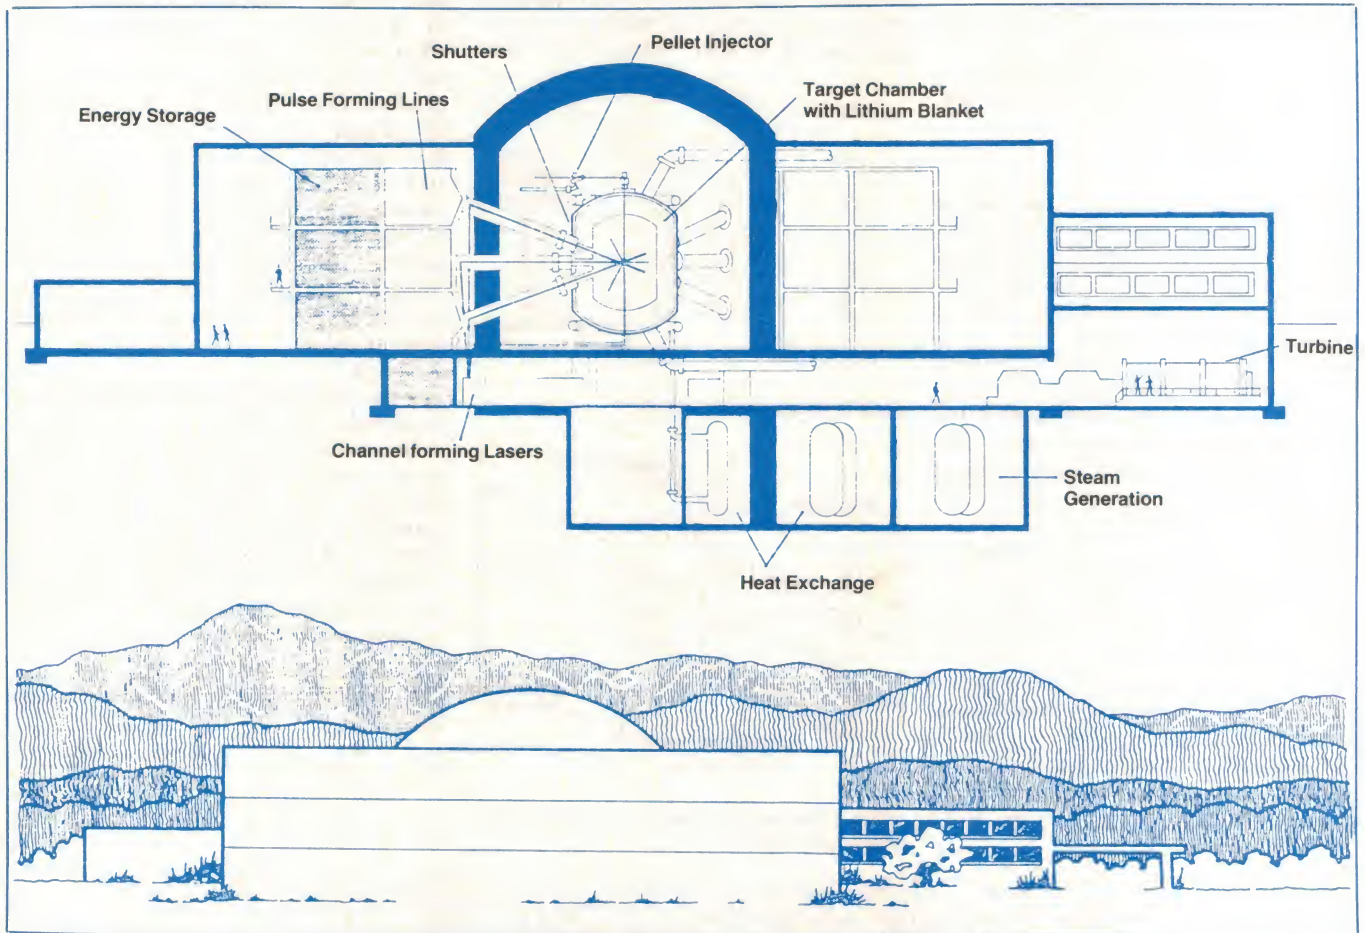 Pellet Injector
Shutters
Target Chamber
with Lithium Blanket
Pulse Forming Lines
Energy Storage
Turbine
Channel forming Lasers
Steam
Generation
Heat Exchange